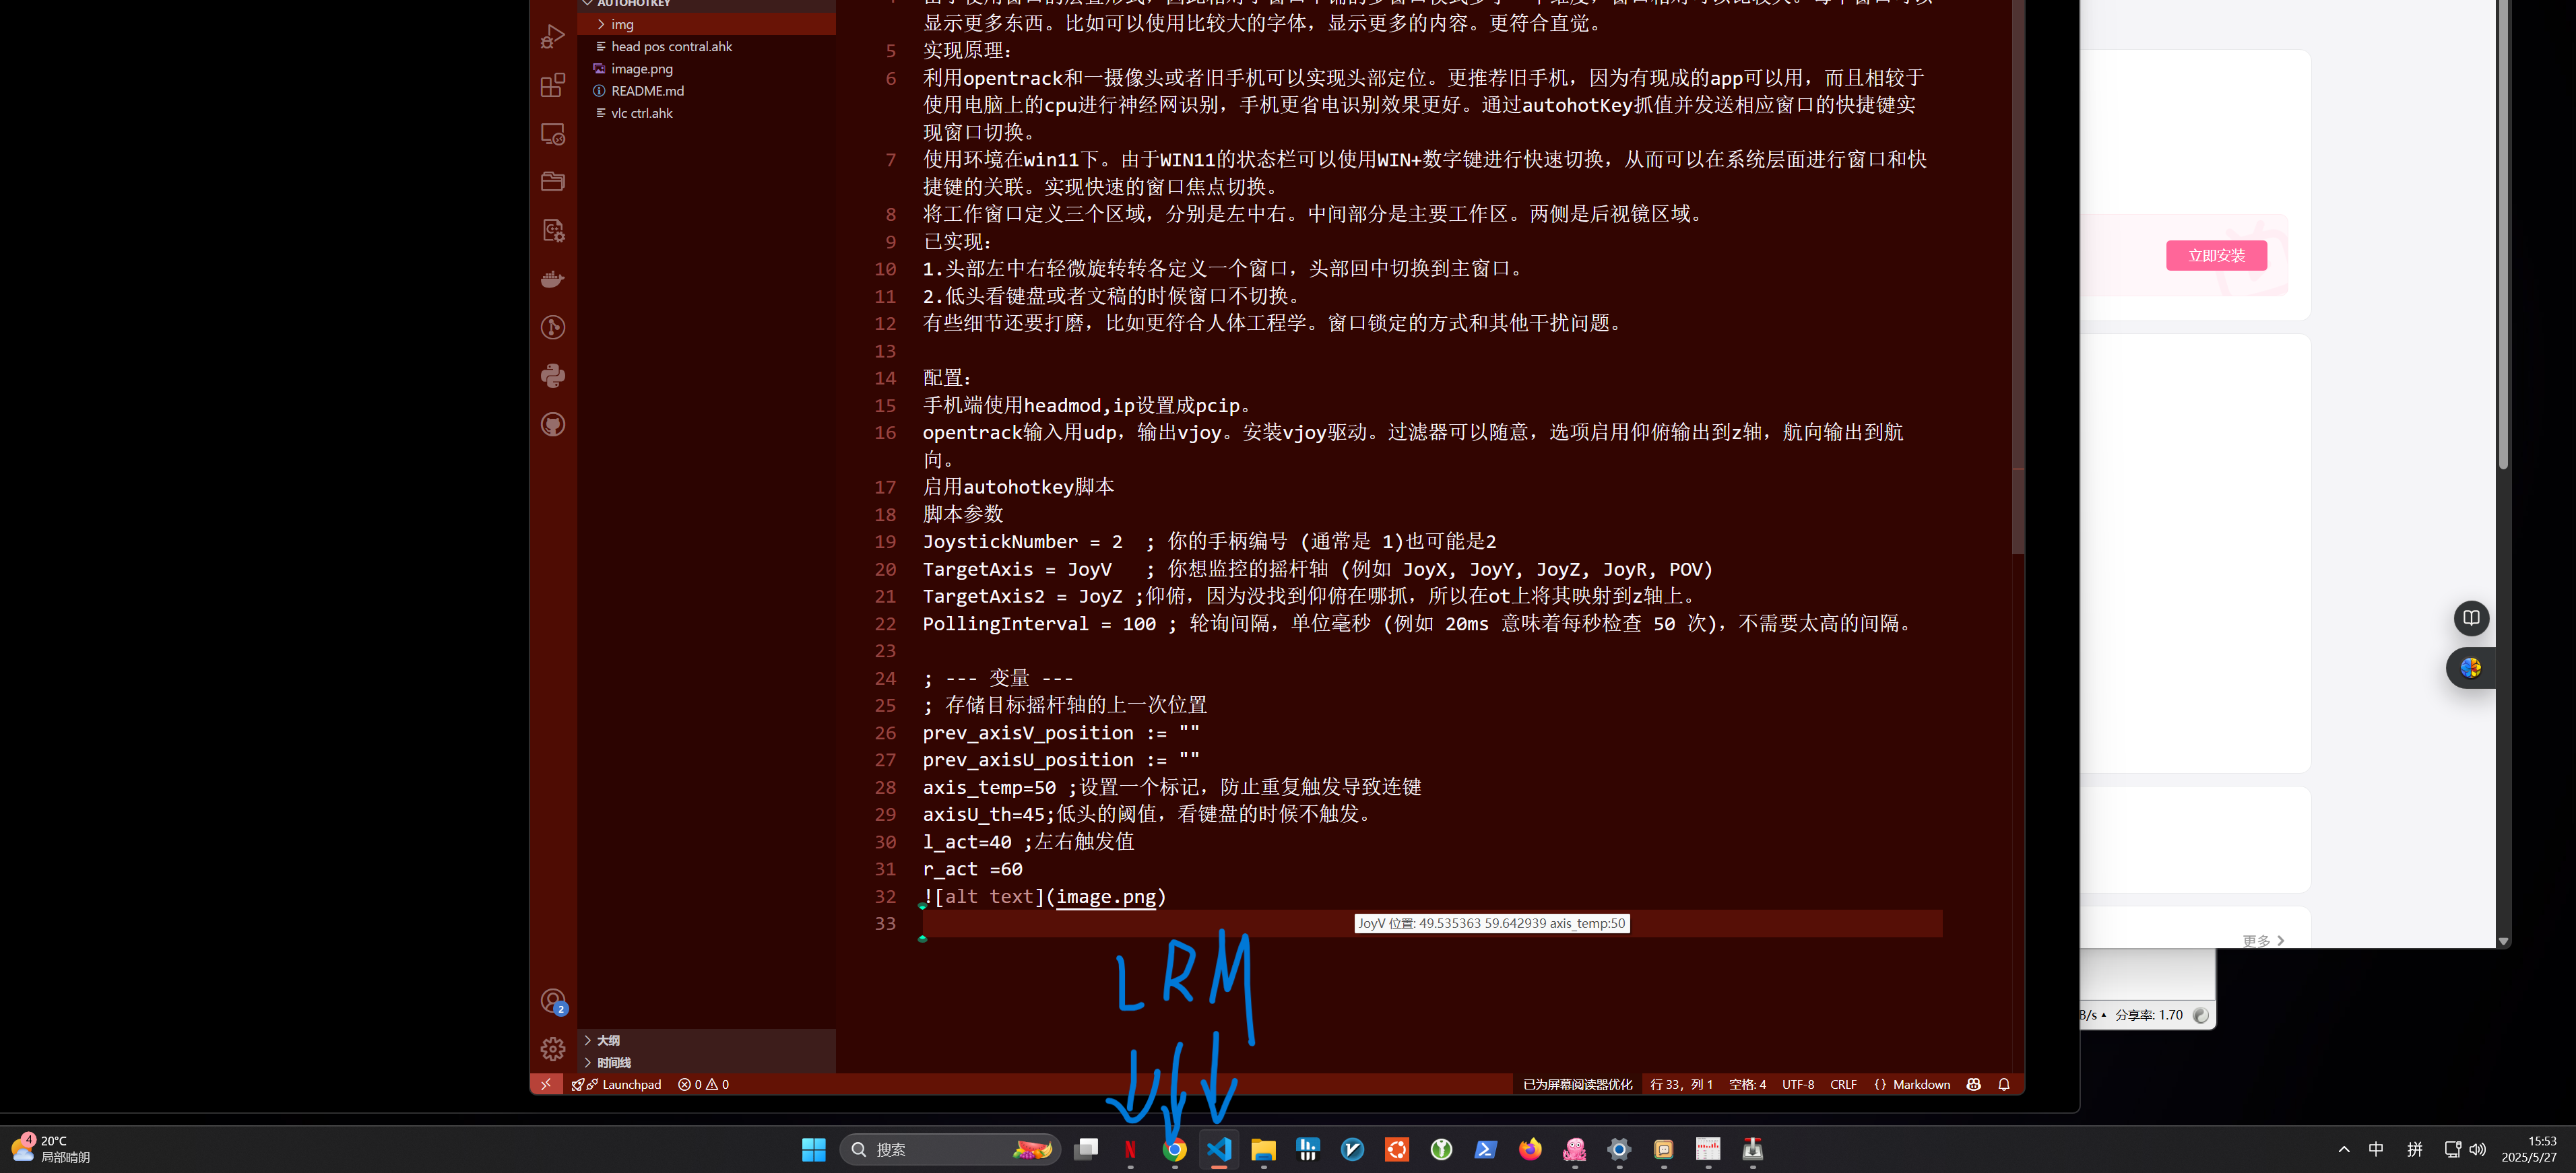 AUTOHOTKEY
img
head pos contral.ahk
image.png
README.md
vlc ctrl.ahk
显示更多东西。比如可以使用比较大的字体，显示更多的内容。更符合直觉。
5 实现原理：
6 利用opentrack和一摄像头或者旧手机可以实现头部定位。更推荐旧手机，因为有现成的app可以用，而且相较于
使用电脑上的cpu进行神经网识别，手机更省电识别效果更好。通过autohotKey抓值并发送相应窗口的快捷键实
现窗口切换。
7 使用环境在win11下。由于WIN11的状态栏可以使用WIN+数字键进行快速切换，从而可以在系统层面进行窗口和快
捷键的关联。实现快速的窗口焦点切换。
8 将工作窗口定义三个区域，分别是左中右。中间部分是主要工作区。两侧是后视镜区域。
9 已实现：
10 1.头部左中右轻微旋转转各定义一个窗口，头部回中切换到主窗口。
11 2.低头看键盘或者文稿的时候窗口不切换。
12 有些细节还要打磨，比如更符合人体工程学。窗口锁定的方式和其他干扰问题。
13
14 配置：
15 手机端使用headmod,ip设置成pcip。
16 opentrack输入用udp，输出vjoy。安装vjoy驱动。过滤器可以随意，选项启用仰俯输出到z轴，航向输出到航
向。
17 启用autohotkey脚本
18 脚本参数
19 JoystickNumber = 2  ; 你的手柄编号 (通常是 1)也可能是2
20 TargetAxis = JoyV   ; 你想监控的摇杆轴 (例如 JoyX, JoyY, JoyZ, JoyR, POV)
21 TargetAxis2 = JoyZ ;仰俯，因为没找到仰俯在哪抓，所以在ot上将其映射到z轴上。
22 PollingInterval = 100 ; 轮询间隔，单位毫秒 (例如 20ms 意味着每秒检查 50 次)，不需要太高的间隔。
23
24 ; --- 变量 ---
25 ; 存储目标摇杆轴的上一次位置
26 prev_axisV_position := ""
27 prev_axisU_position := ""
28 axis_temp=50 ;设置一个标记，防止重复触发导致连键
29 axisU_th=45;低头的阈值，看键盘的时候不触发。
30 l_act=40 ;左右触发值
31 r_act =60
32 ![alt text](image.png)
33
JoyV 位置: 49.535363 59.642939 axis_temp:50
L R M
立即安装
更多
B/s 分享率: 1.70
2
大纲
时间线
Launchpad 0 0 已为屏幕阅读器优化 行 33，列 1 空格: 4 UTF-8 CRLF {} Markdown
4 20°C
局部晴朗
搜索
中 拼
15:53
2025/5/27